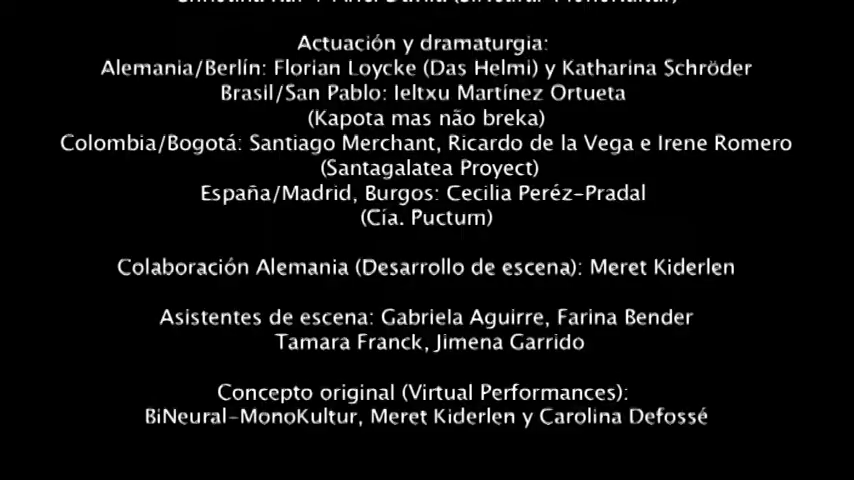 Actuación y dramaturgia:
Alemania/Berlín: Florian Loycke (Das Helmi) y Katharina Schröder
Brasil/San Pablo: Ieltxu Martínez Ortueta
(Kapota mas não breka)
Colombia/Bogotá: Santiago Merchant, Ricardo de la Vega e Irene Romero
(Santagalatea Proyect)
España/Madrid, Burgos: Cecilia Peréz-Pradal
(Cía. Puctum)
Colaboración Alemania (Desarrollo de escena): Meret Kiderlen
Asistentes de escena: Gabriela Aguirre, Farina Bender
Tamara Franck, Jimena Garrido
Concepto original (Virtual Performances):
BiNeural-MonoKultur, Meret Kiderlen y Carolina Defossé